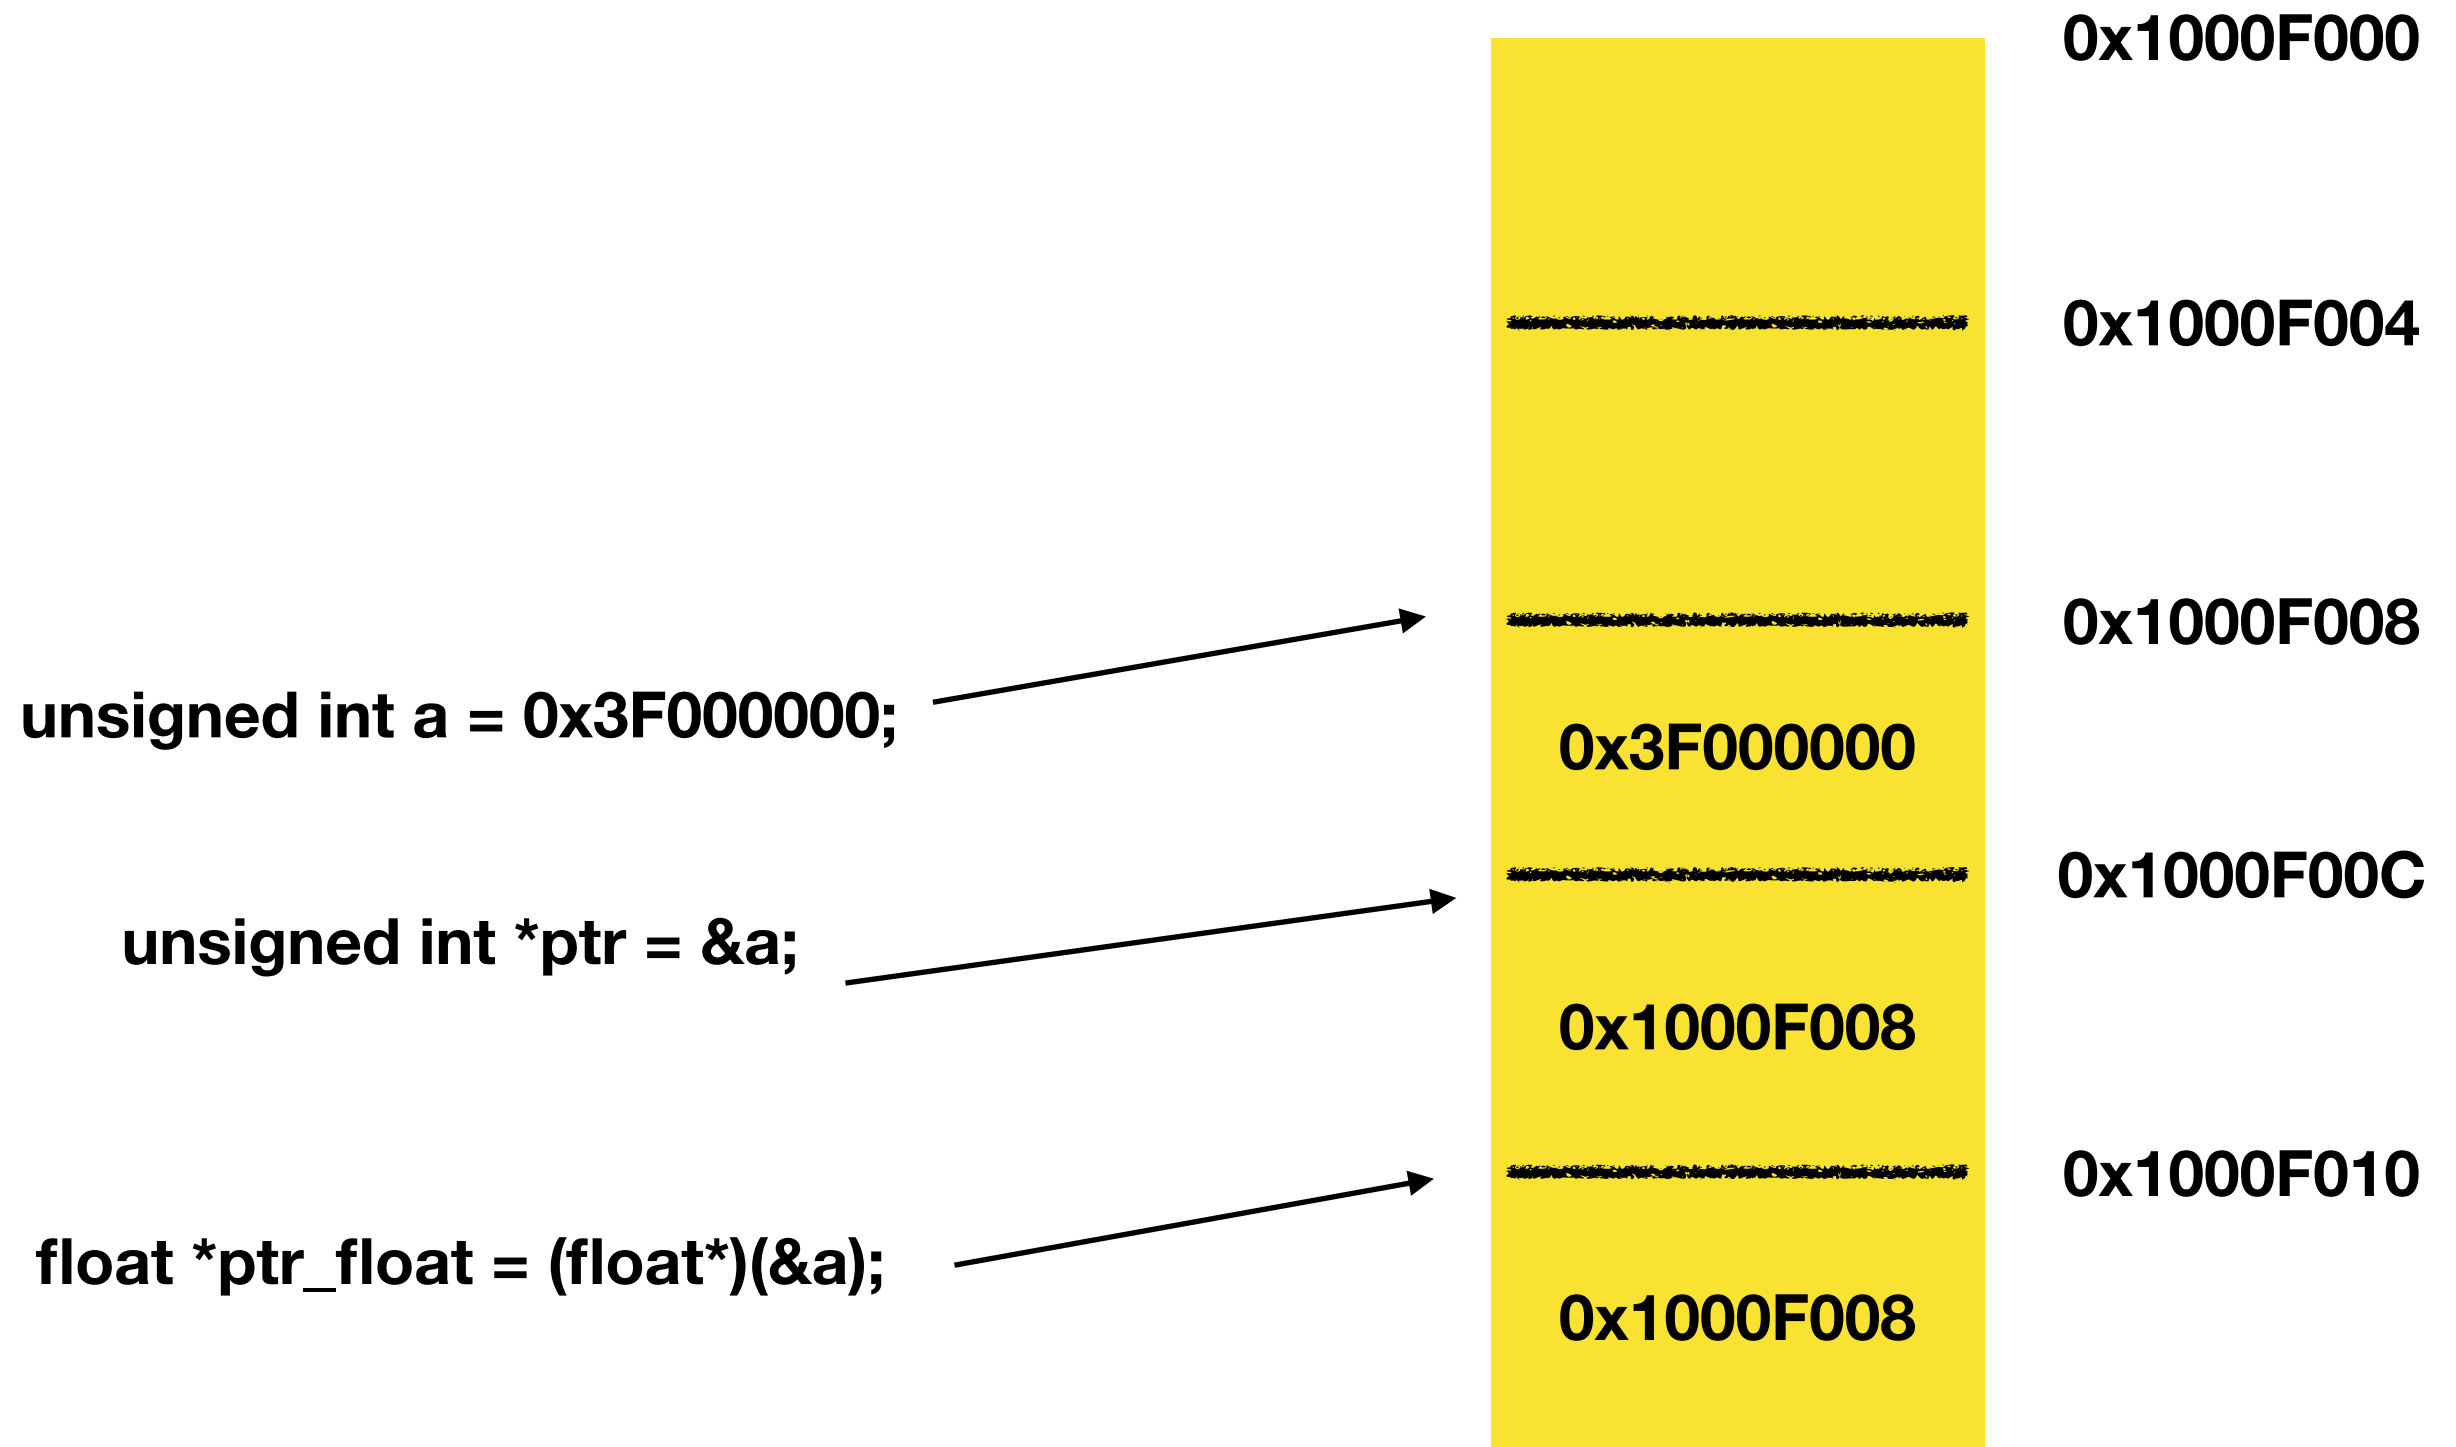 0x1000F000
0x1000F004
0x1000F008
unsigned int a = 0x3F000000;
0x3F000000
0x1000F00C
unsigned int *ptr = &a;
0x1000F008
0x1000F010
float *ptr_float = (float*)(&a);
0x1000F008